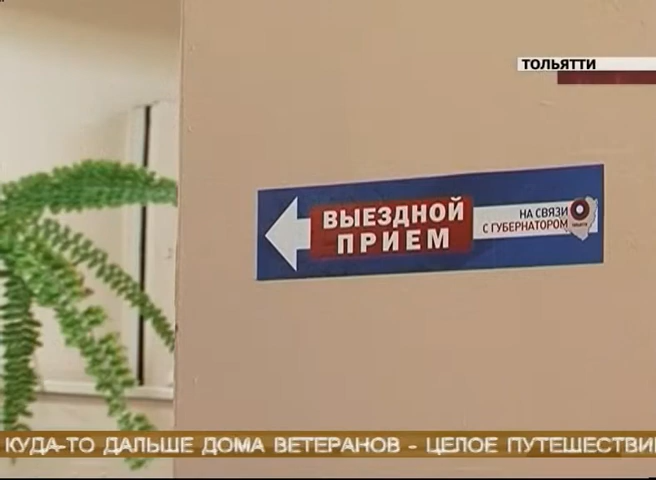 ТОЛЬЯТТИ
ВЫЕЗДНОЙ
ПРИЕМ
НА СВЯЗИ
С ГУБЕРНАТОРОМ
КУДА-ТО ДАЛЬШЕ ДОМА ВЕТЕРАНОВ - ЦЕЛОЕ ПУТЕШЕСТВИ